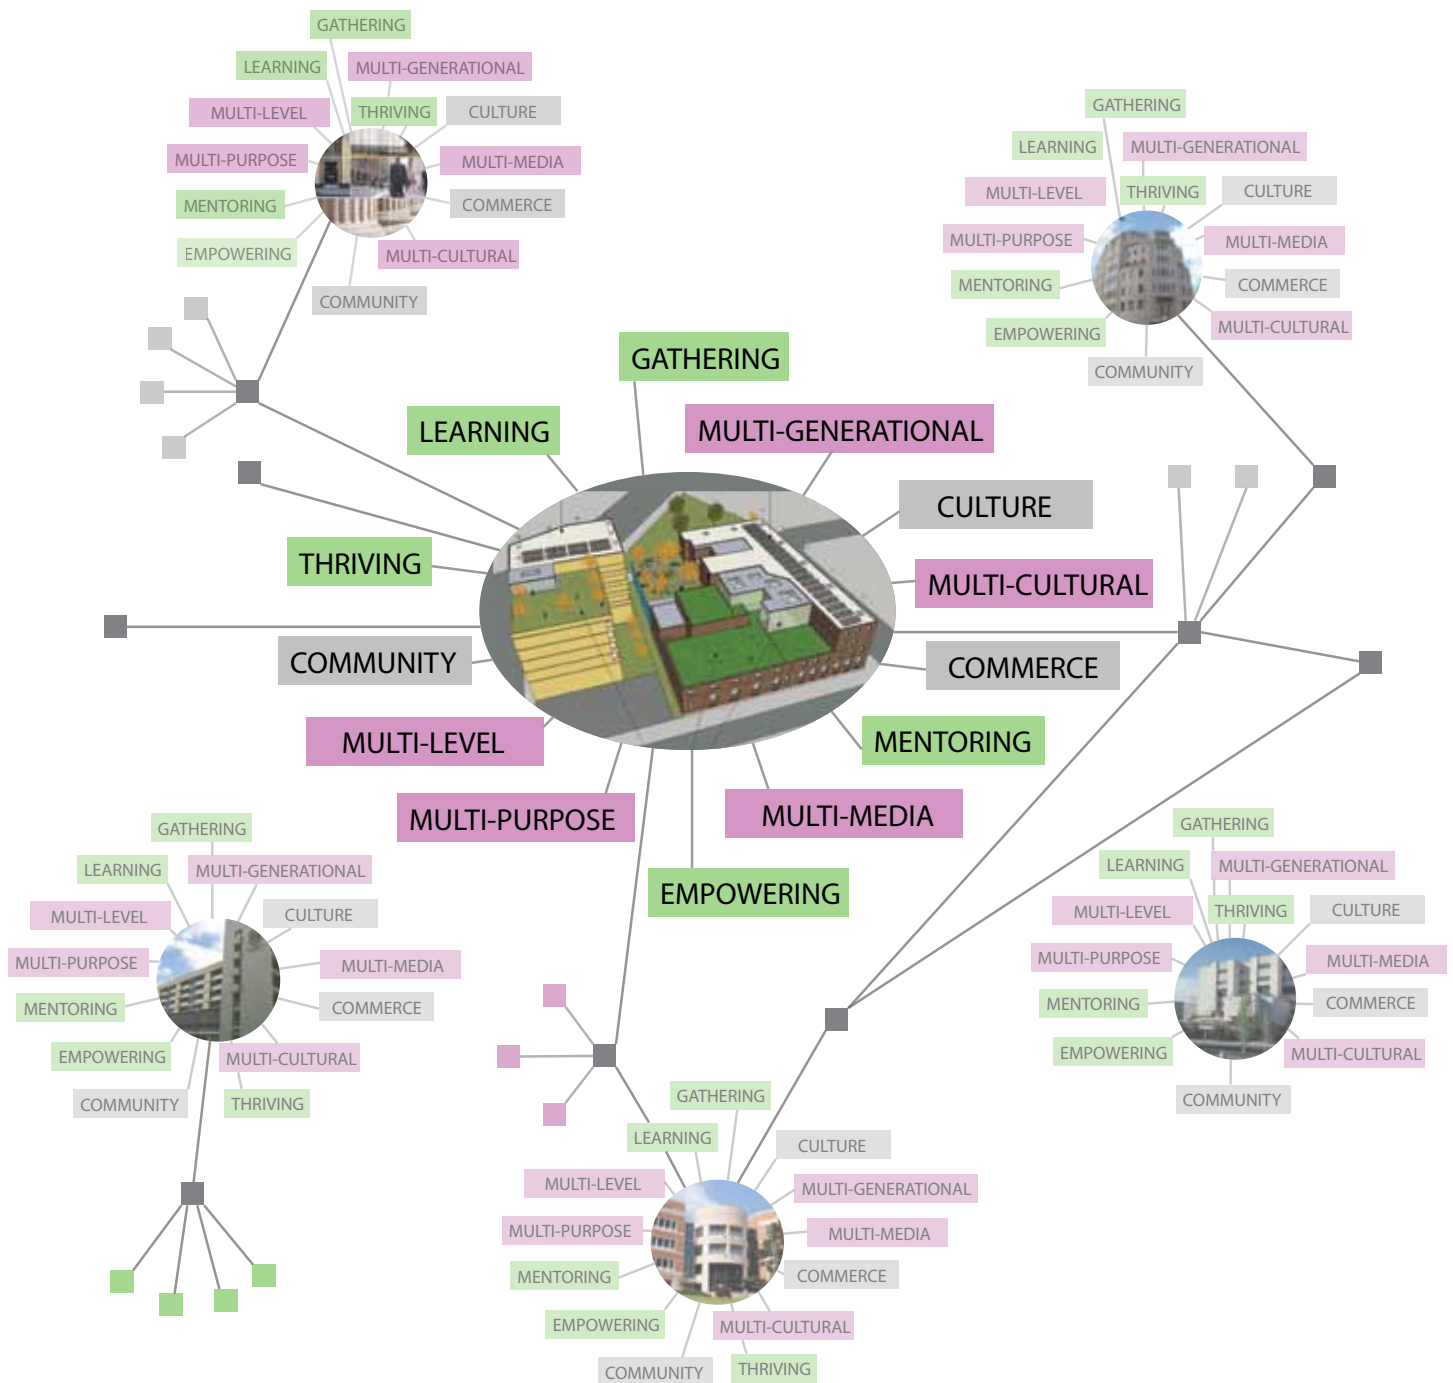 GATHERING
LEARNING
MULTI-GENERATIONAL
MULTI-LEVEL
THRIVING
CULTURE
MULTI-PURPOSE
MULTI-MEDIA
MENTORING
COMMERCE
EMPOWERING
MULTI-CULTURAL
COMMUNITY
GATHERING
LEARNING
MULTI-GENERATIONAL
MULTI-LEVEL
THRIVING
CULTURE
MULTI-PURPOSE
MULTI-MEDIA
MENTORING
COMMERCE
EMPOWERING
MULTI-CULTURAL
COMMUNITY
GATHERING
LEARNING
MULTI-GENERATIONAL
CULTURE
THRIVING
MULTI-CULTURAL
COMMUNITY
COMMERCE
MULTI-LEVEL
MENTORING
MULTI-PURPOSE
MULTI-MEDIA
EMPOWERING
GATHERING
LEARNING
MULTI-GENERATIONAL
MULTI-LEVEL
CULTURE
MULTI-PURPOSE
MULTI-MEDIA
MENTORING
COMMERCE
EMPOWERING
MULTI-CULTURAL
COMMUNITY
THRIVING
GATHERING
LEARNING
MULTI-GENERATIONAL
MULTI-LEVEL
THRIVING
CULTURE
MULTI-PURPOSE
MULTI-MEDIA
MENTORING
COMMERCE
EMPOWERING
MULTI-CULTURAL
COMMUNITY
GATHERING
LEARNING
CULTURE
MULTI-LEVEL
MULTI-GENERATIONAL
MULTI-PURPOSE
MULTI-MEDIA
MENTORING
COMMERCE
EMPOWERING
MULTI-CULTURAL
COMMUNITY
THRIVING